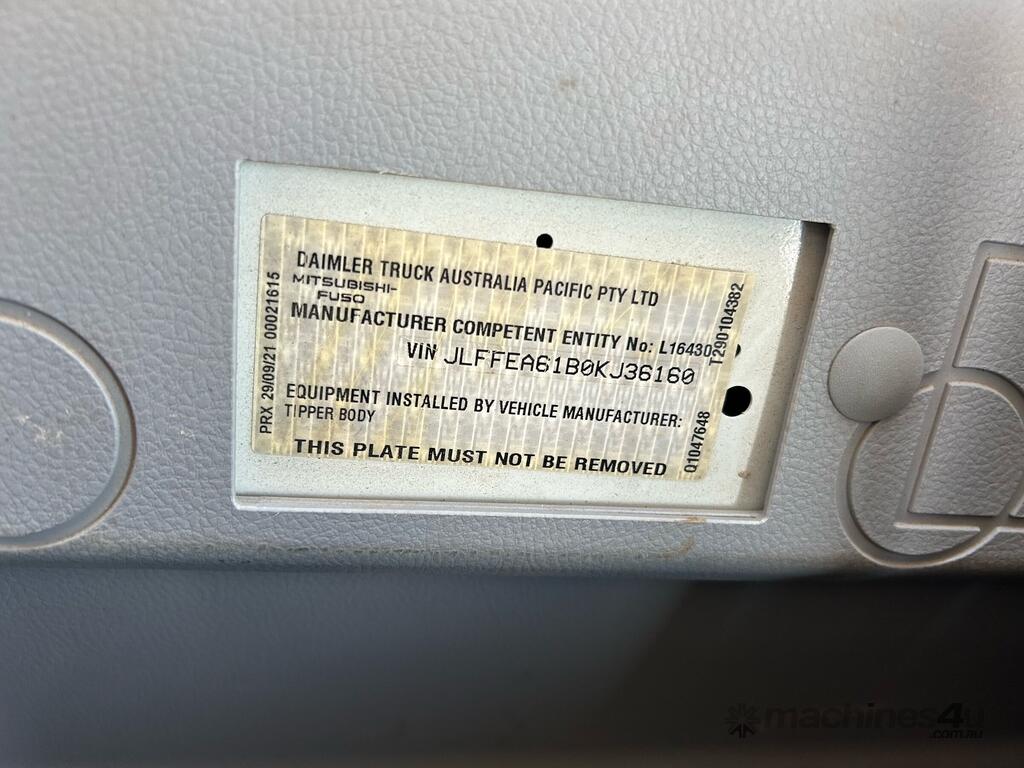 DAIMLER TRUCK AUSTRALIA PACIFIC PTY LTD
MITSUBISHI-
FUSO
MANUFACTURER COMPETENT ENTITY No: L16430
VIN JLFFEA61B0KJ36160
EQUIPMENT INSTALLED BY VEHICLE MANUFACTURER:
TIPPER BODY
THIS PLATE MUST NOT BE REMOVED
PRX 29/09/21 00021615
T290104382
Q1047648
machines4u
.com.au